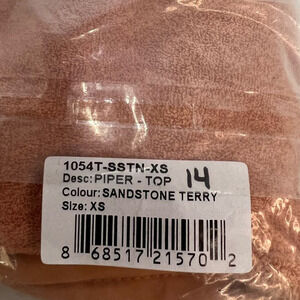 1054T-SSTN-XS
Desc: PIPER - TOP 14
Colour: SANDSTONE TERRY
Size: XS
8 68517 21570 2